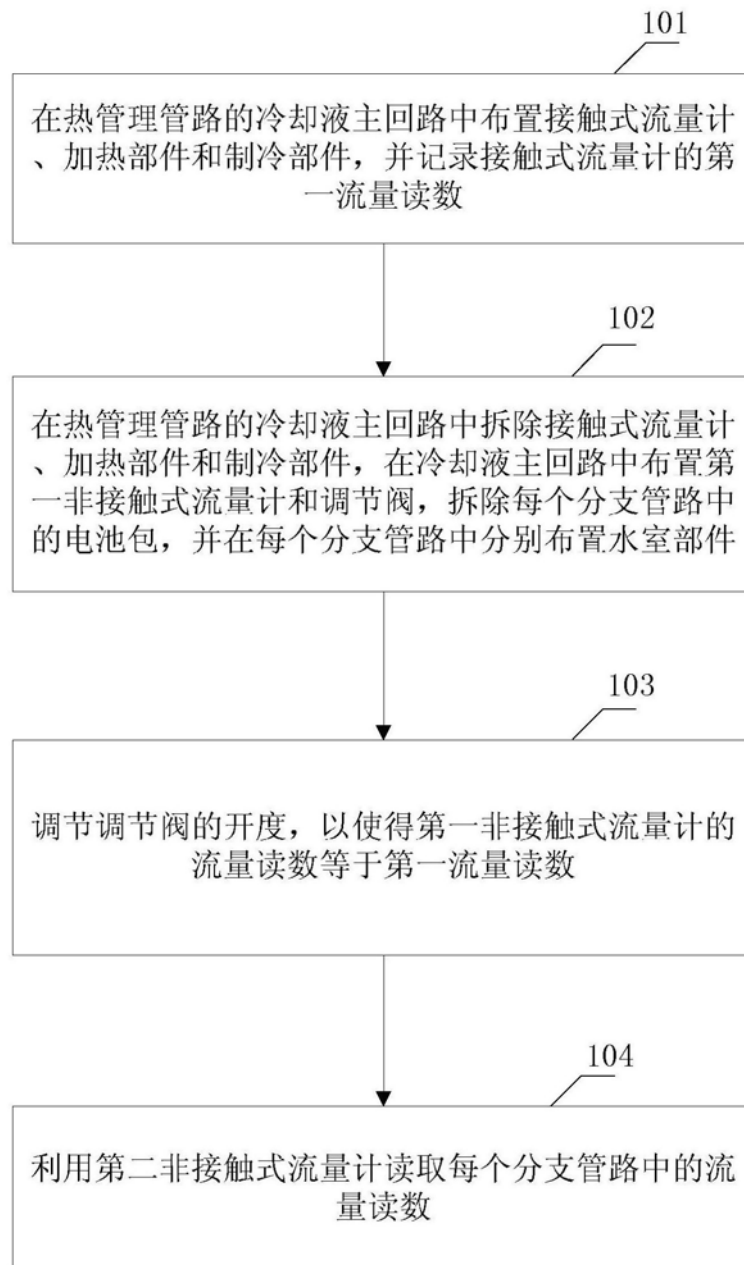 101
在热管理管路的冷却液主回路中布置接触式流量计
、加热部件和制冷部件，并记录接触式流量计的第
一流量读数
102
在热管理管路的冷却液主回路中拆除接触式流量计
、加热部件和制冷部件，在冷却液主回路中布置第
一非接触式流量计和调节阀，拆除每个分支管路中
的电池包，并在每个分支管路中分别布置水室部件
103
调节调节阀的开度，以使得第一非接触式流量计的
流量读数等于第一流量读数
104
利用第二非接触式流量计读取每个分支管路中的流
量读数